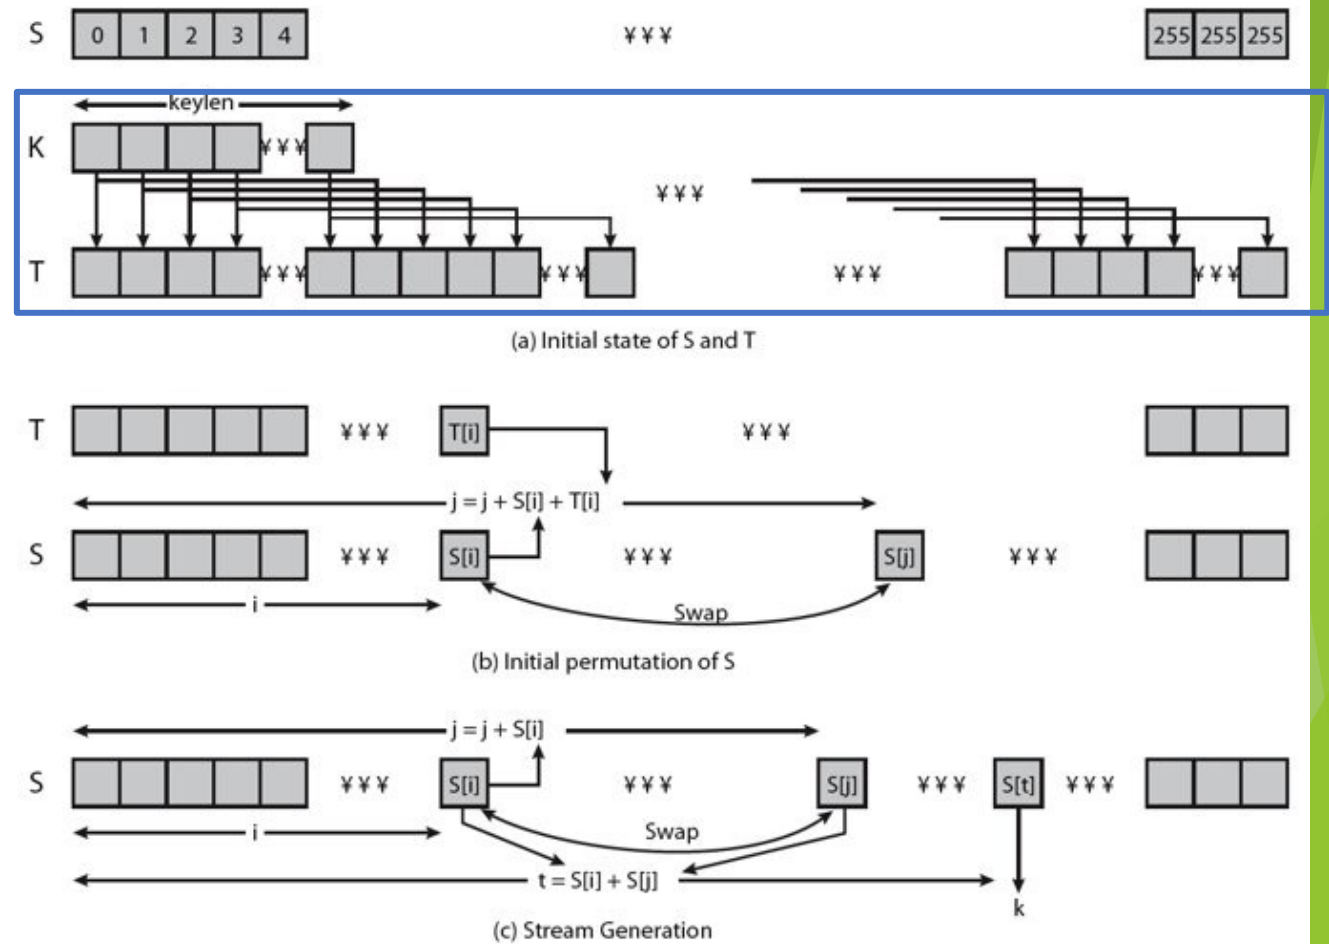 S 0 1 2 3 4 ¥ ¥ ¥ 255 255 255
keylen
K ¥ ¥ ¥
¥ ¥ ¥
T ¥ ¥ ¥ ¥ ¥ ¥ ¥ ¥ ¥ ¥ ¥ ¥
(a) Initial state of S and T
T ¥ ¥ ¥ T[i] ¥ ¥ ¥
j = j + S[i] + T[i]
S ¥ ¥ ¥ S[i] ¥ ¥ ¥ S[j] ¥ ¥ ¥
i
Swap
(b) Initial permutation of S
j = j + S[i]
S ¥ ¥ ¥ S[i] ¥ ¥ ¥ S[j] ¥ ¥ ¥ S[t] ¥ ¥ ¥
i
Swap
t = S[i] + S[j]
k
(c) Stream Generation